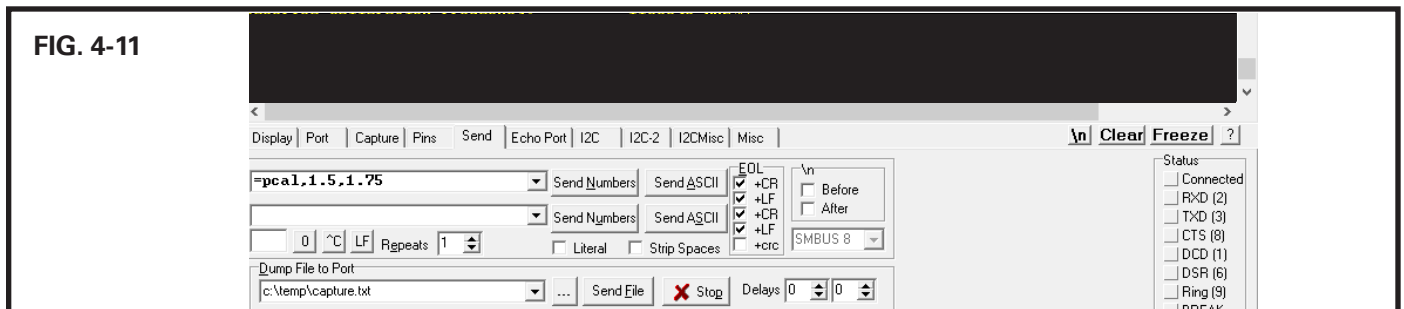 FIG. 4-11
Display Port Capture Pins Send Echo Port I2C I2C-2 I2CMisc Misc \n Clear Freeze ?
=pcal,1.5,1.75 Send Numbers Send ASCII
Send Numbers Send ASCII
EOL
+CR
+LF
+CR
+LF
+crc
\n
Before
After
SMBUS 8
0 ^C LF Repeats 1 Literal Strip Spaces
Dump File to Port
c:\temp\capture.txt ... Send File Stop Delays 0 0
Status
Connected
RXD (2)
TXD (3)
CTS (8)
DCD (1)
DSR (6)
Ring (9)